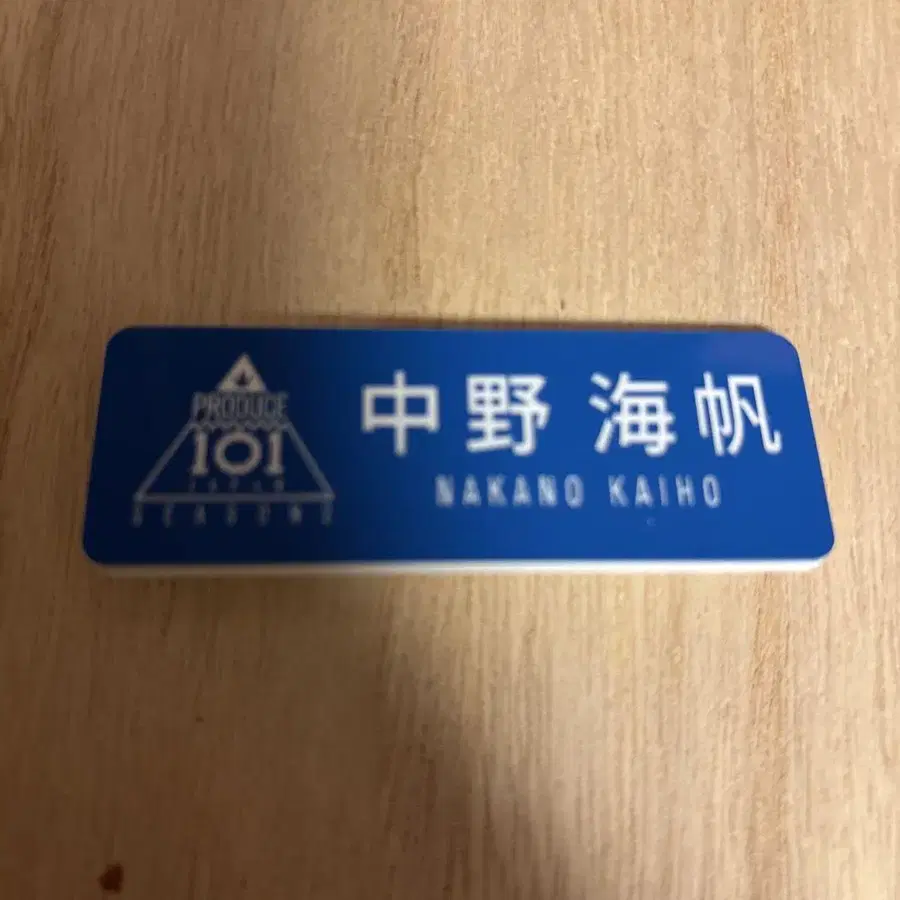 PRODUCE
101
JAPAN
SEASON2
中野 海帆
NAKANO KAIHO